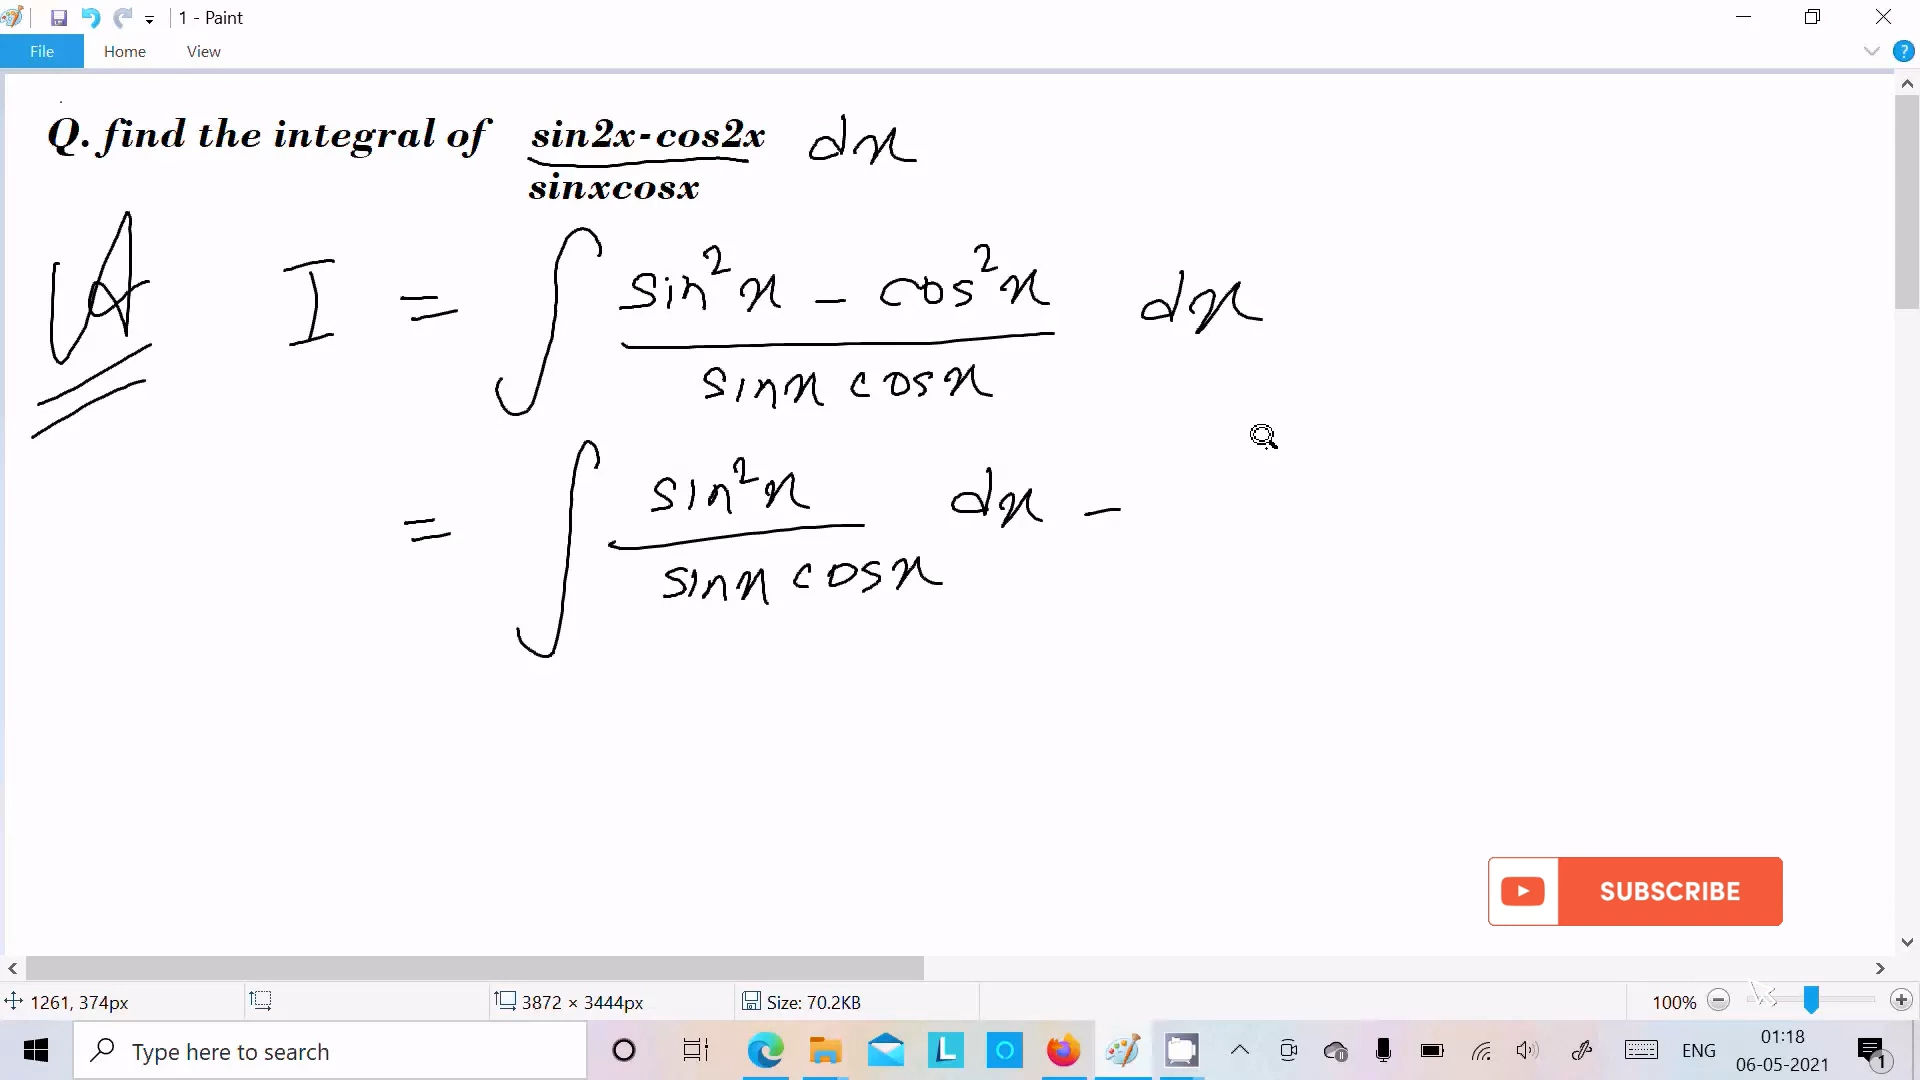 1 - Paint
File Home View
Q. find the integral of sin2x-cos2x dx
sinxcosx
A I = ∫ sin²x - cos²x dx
sinx cosx
= ∫ sin²x dx -
sinx cosx
SUBSCRIBE
1261, 374px 3872 × 3444px Size: 70.2KB 100%
Type here to search L ENG 01:18
06-05-2021 1